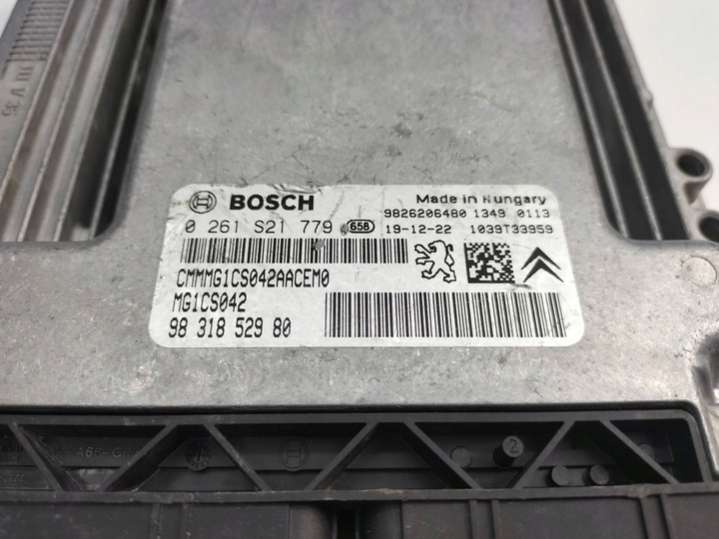 BOSCH
Made in Hungary
0 261 S21 779 658
9826206480 1349 0113
19-12-22 1039T33959
CMMMG1CS042AACEM0
MG1CS042
98 318 529 80
2